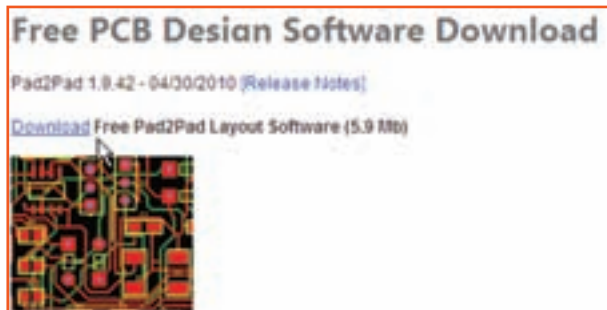 Free PCB Design Software Download
Pad2Pad 1.9.42 - 04/30/2010 [Release Notes]
Download Free Pad2Pad Layout Software (5.9 Mb)